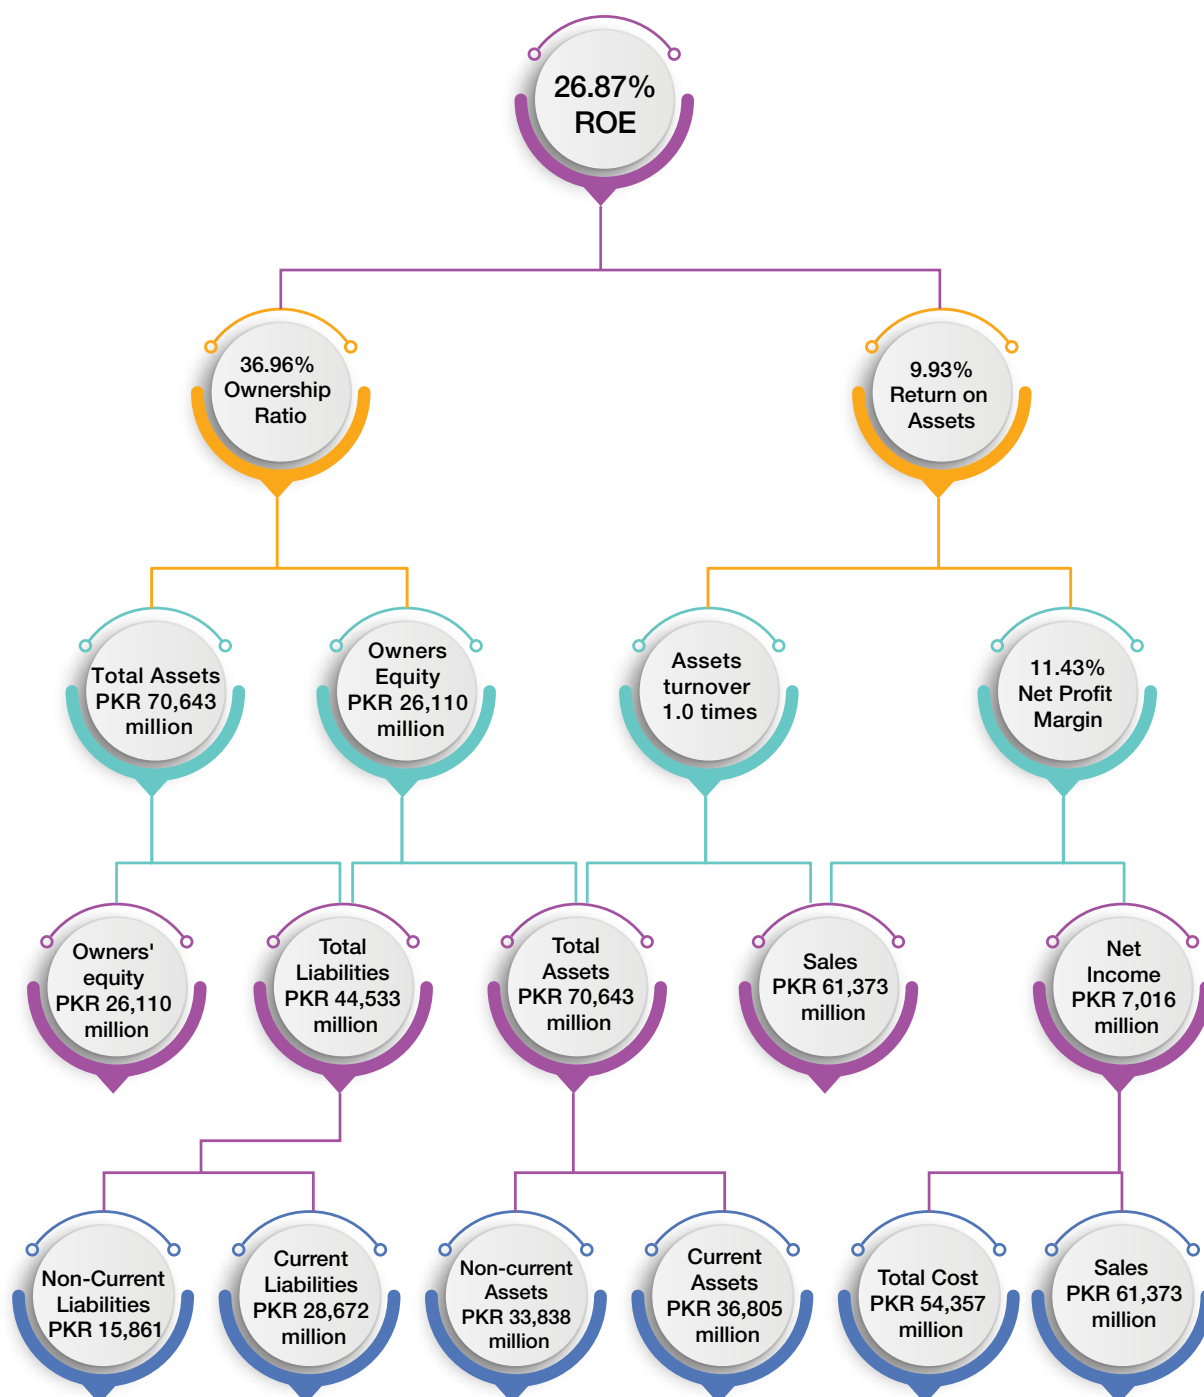 26.87%
ROE
36.96%
Ownership
Ratio
9.93%
Return on
Assets
Total Assets
PKR 70,643
million
Owners
Equity
PKR 26,110
million
Assets
turnover
1.0 times
11.43%
Net Profit
Margin
Owners'
equity
PKR 26,110
million
Total
Liabilities
PKR 44,533
million
Total
Assets
PKR 70,643
million
Sales
PKR 61,373
million
Net
Income
PKR 7,016
million
Non-Current
Liabilities
PKR 15,861
Current
Liabilities
PKR 28,672
million
Non-current
Assets
PKR 33,838
million
Current
Assets
PKR 36,805
million
Total Cost
PKR 54,357
million
Sales
PKR 61,373
million